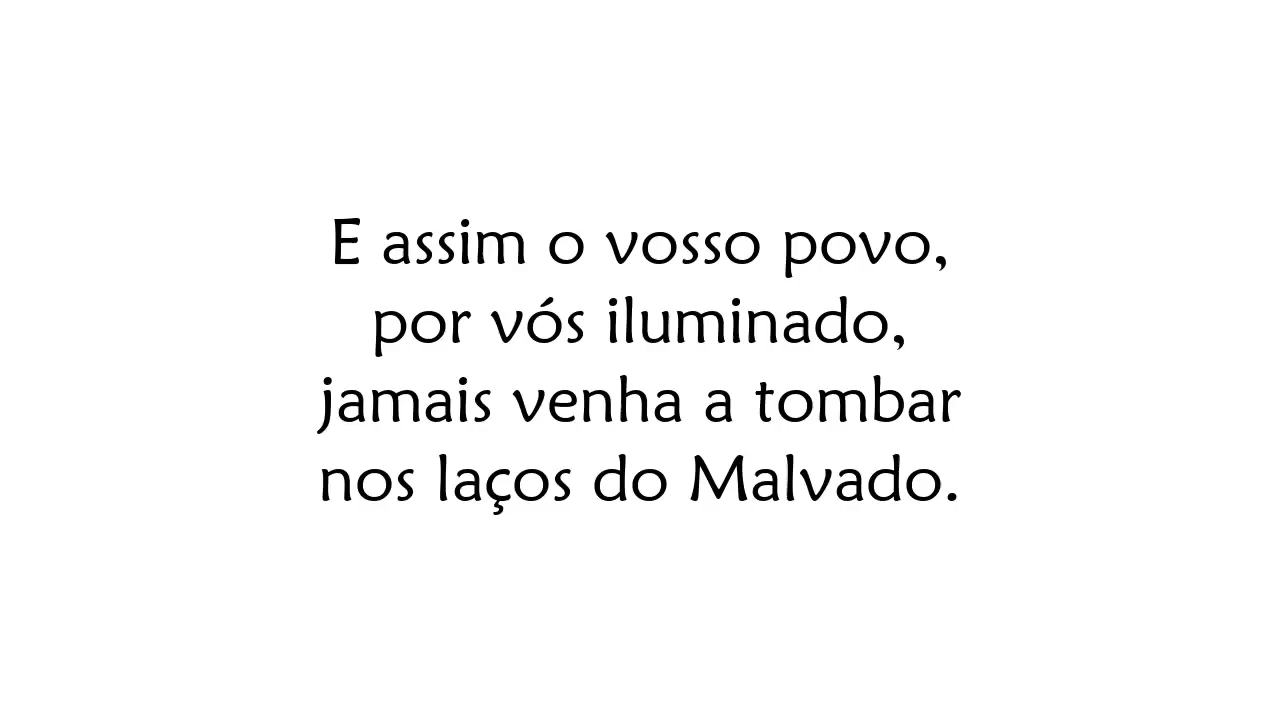 E assim o vosso povo,
por vós iluminado,
jamais venha a tombar
nos laços do Malvado.